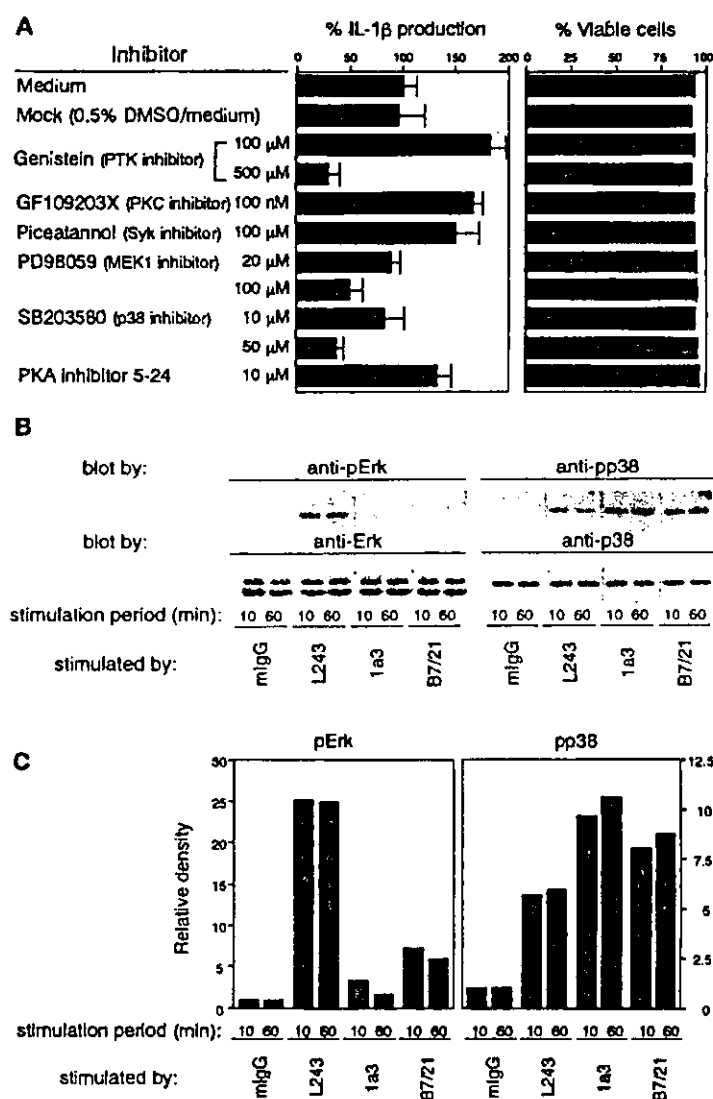 A
% IL-1β production
% Viable cells
Inhibitor
0 50 100 150 200
0 25 50 75 100
Medium
Mock (0.5% DMSO/medium)
Genistein (PTK inhibitor)
100 μM
500 μM
GF109203X (PKC inhibitor) 100 nM
Piceatannol (Syk inhibitor) 100 μM
PD98059 (MEK1 inhibitor) 20 μM
100 μM
SB203580 (p38 inhibitor) 10 μM
50 μM
PKA inhibitor 5-24 10 μM
B
blot by: anti-pErk anti-pp38
blot by: anti-Erk anti-p38
stimulation period (min): 10 60 10 60 10 60 10 60 10 60 10 60 10 60 10 60
stimulated by: mIgG L243 1a3 B7/21 mIgG L243 1a3 B7/21
C
pErk
pp38
Relative density
30
25
20
15
10
5
0
12.5
10
7.5
5
2.5
0
stimulation period (min): 10 60 10 60 10 60 10 60 10 60 10 60 10 60 10 60
stimulated by: mIgG L243 1a3 B7/21 mIgG L243 1a3 B7/21